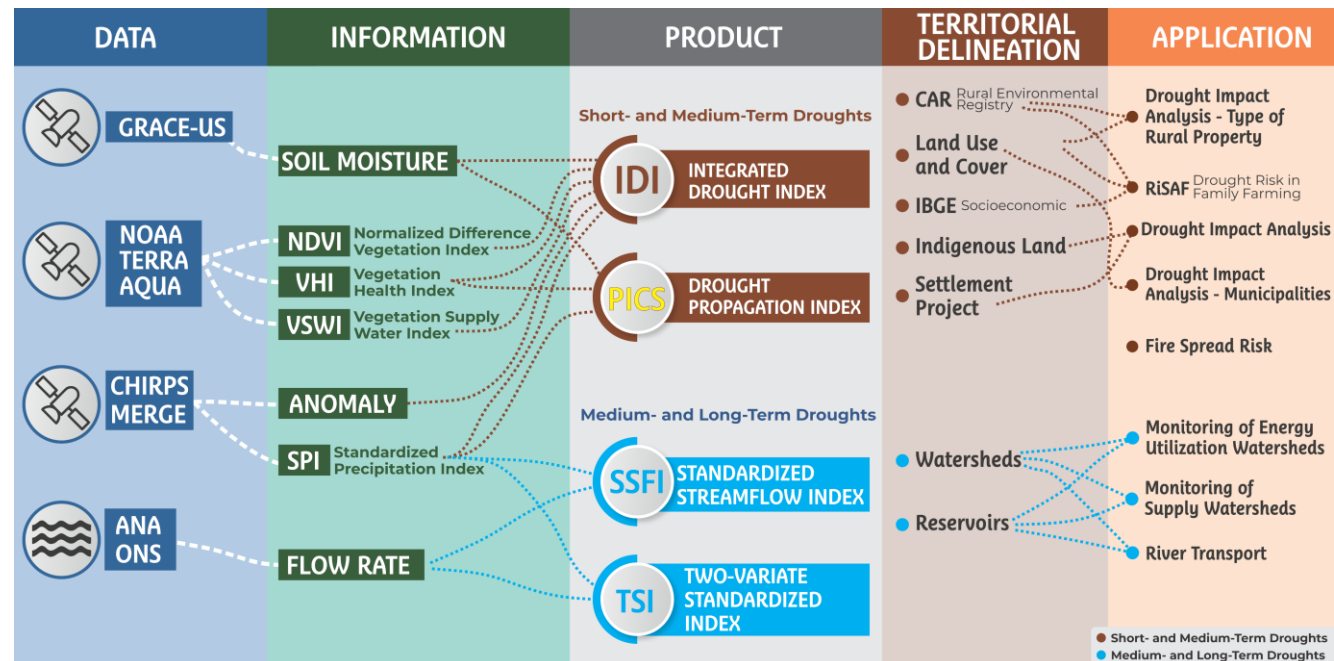 DATA
INFORMATION
PRODUCT
TERRITORIAL
DELINEATION
APPLICATION
GRACE-US
NOAA
TERRA
AQUA
CHIRPS
MERGE
ANA
ONS
SOIL MOISTURE
NDVI Normalized Difference
Vegetation Index
VHI Vegetation
Health Index
VSWI Vegetation Supply
Water Index
ANOMALY
SPI Standardized
Precipitation Index
FLOW RATE
Short- and Medium-Term Droughts
IDI INTEGRATED
DROUGHT INDEX
PICS DROUGHT
PROPAGATION INDEX
Medium- and Long-Term Droughts
SSFI STANDARDIZED
STREAMFLOW INDEX
TSI TWO-VARIATE
STANDARDIZED
INDEX
CAR Rural Environmental
Registry
Land Use
and Cover
IBGE Socioeconomic
Indigenous Land
Settlement
Project
Watersheds
Reservoirs
Drought Impact
Analysis - Type of
Rural Property
RiSAF Drought Risk in
Family Farming
Drought Impact Analysis
Drought Impact
Analysis - Municipalities
Fire Spread Risk
Monitoring of Energy
Utilization Watersheds
Monitoring of
Supply Watersheds
River Transport
Short- and Medium-Term Droughts
Medium- and Long-Term Droughts